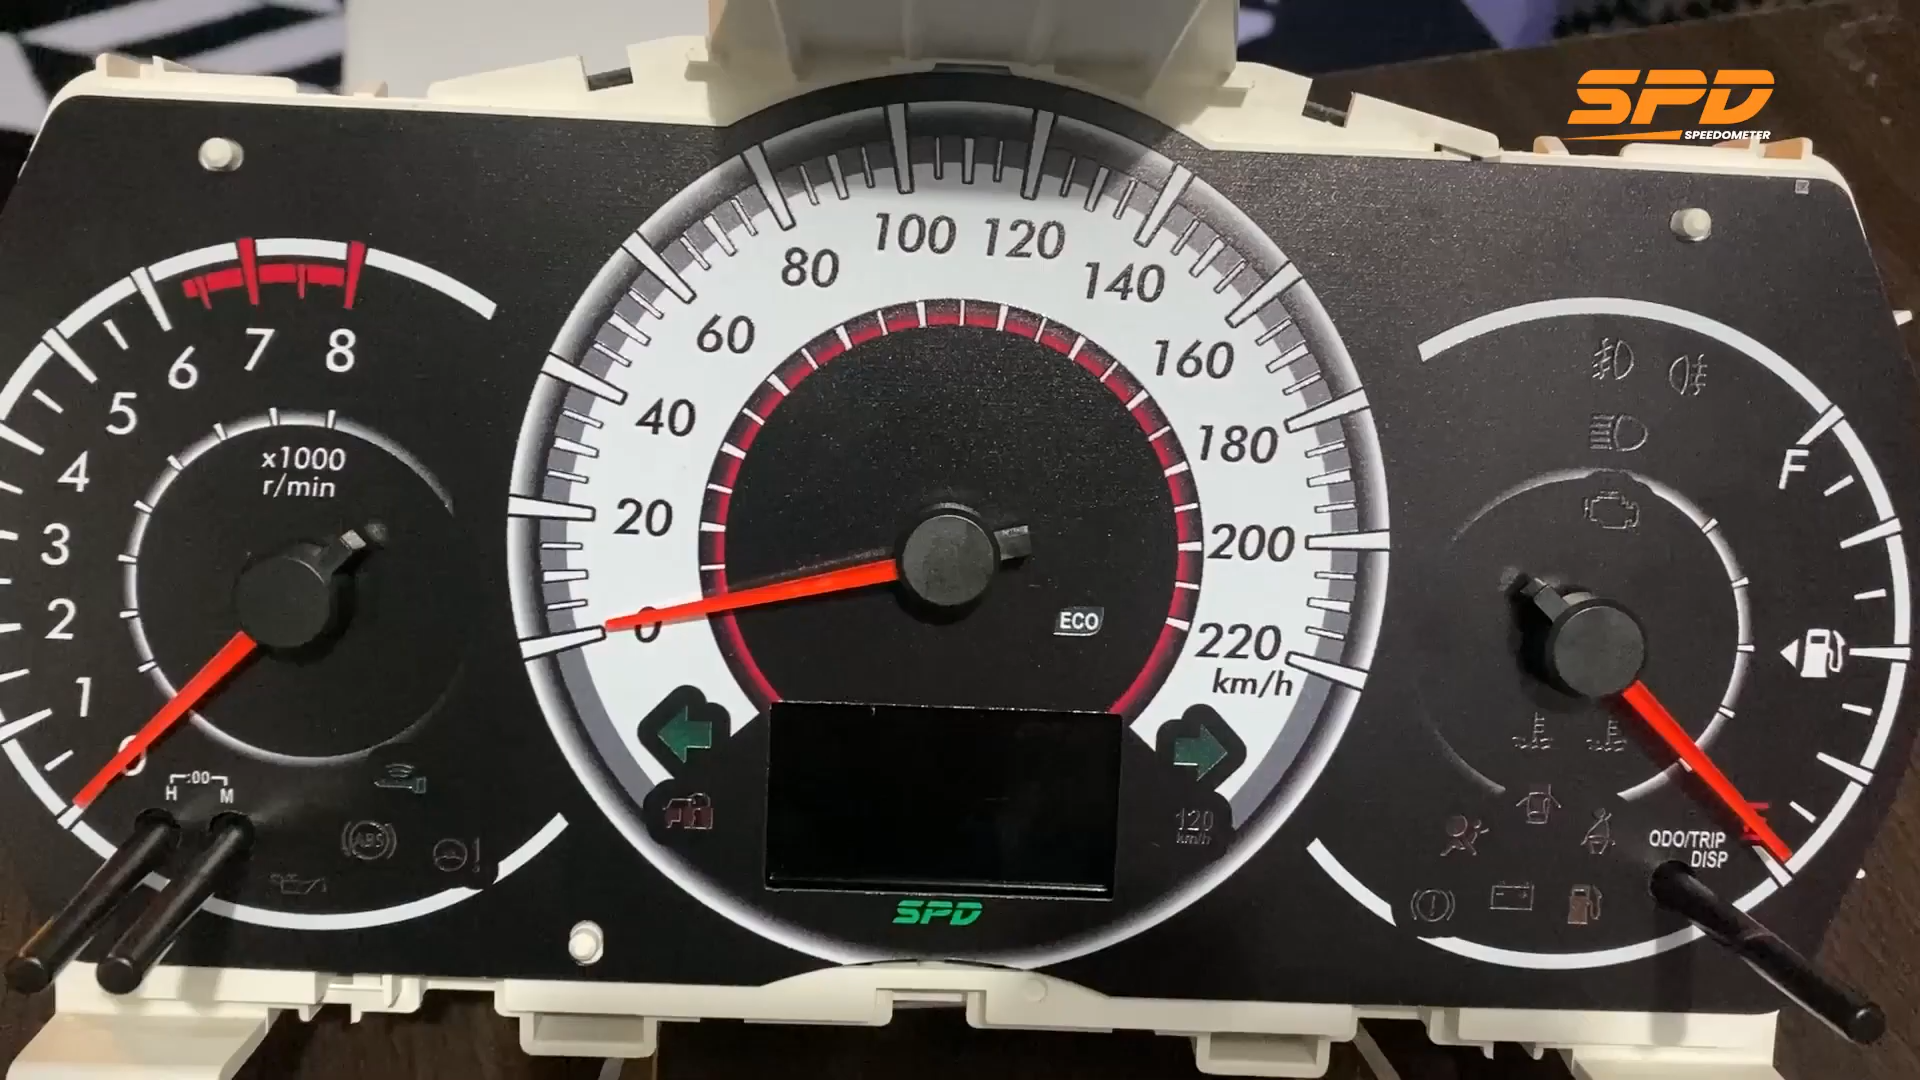 SPD
SPEEDOMETER
0
1
2
3
4
5
6
7
8
x1000
r/min
H :00 M
ABS
!
0
20
40
60
80
100
120
140
160
180
200
220
km/h
ECO
120
km/h
SPD
F
E
ODO/TRIP
DISP